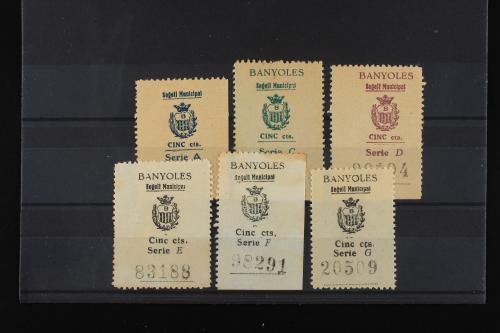 Segell Municipal
CINC cts.
Serie A
BANYOLES
Segell Municipal
CINC cts.
Serie C
BANYOLES
Segell Municipal
CINC cts.
Serie D
BANYOLES
Segell Municipal
Cinc cts.
Serie E
83188
BANYOLES
Segell Municipal
Cinc cts.
Serie F
98291
BANYOLES
Segell Municipal
Cinc cts.
Serie G
20509